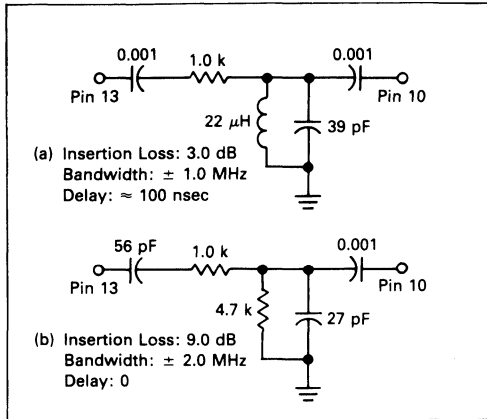 0.001
1.0 k
0.001
Pin 13
Pin 10
22 μH
39 pF
(a) Insertion Loss: 3.0 dB
Bandwidth: ± 1.0 MHz
Delay: ≈ 100 nsec
56 pF
1.0 k
0.001
Pin 13
Pin 10
4.7 k
27 pF
(b) Insertion Loss: 9.0 dB
Bandwidth: ± 2.0 MHz
Delay: 0